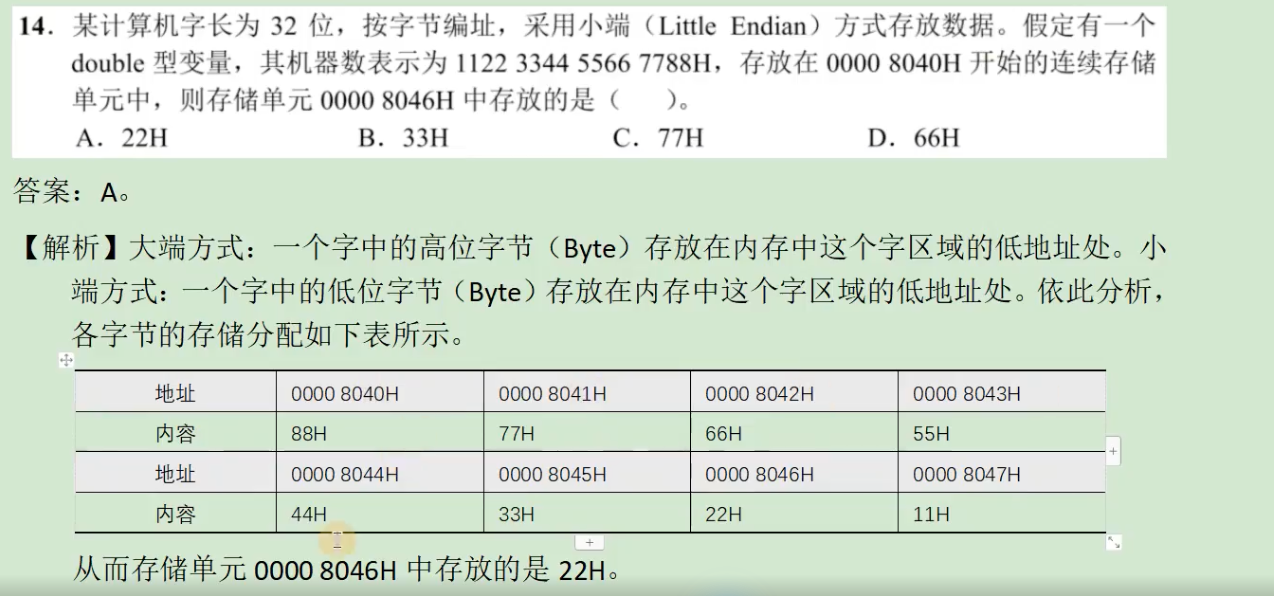 14．某计算机字长为 32 位，按字节编址，采用小端（Little Endian）方式存放数据。假定有一个
double 型变量，其机器数表示为 1122 3344 5566 7788H，存放在 0000 8040H 开始的连续存储
单元中，则存储单元 0000 8046H 中存放的是（　　）。
A．22H B．33H C．77H D．66H
答案：A。
【解析】大端方式：一个字中的高位字节（Byte）存放在内存中这个字区域的低地址处。小
端方式：一个字中的低位字节（Byte）存放在内存中这个字区域的低地址处。依此分析，
各字节的存储分配如下表所示。
地址 0000 8040H 0000 8041H 0000 8042H 0000 8043H
内容 88H 77H 66H 55H
地址 0000 8044H 0000 8045H 0000 8046H 0000 8047H
内容 44H 33H 22H 11H
从而存储单元 0000 8046H 中存放的是 22H。